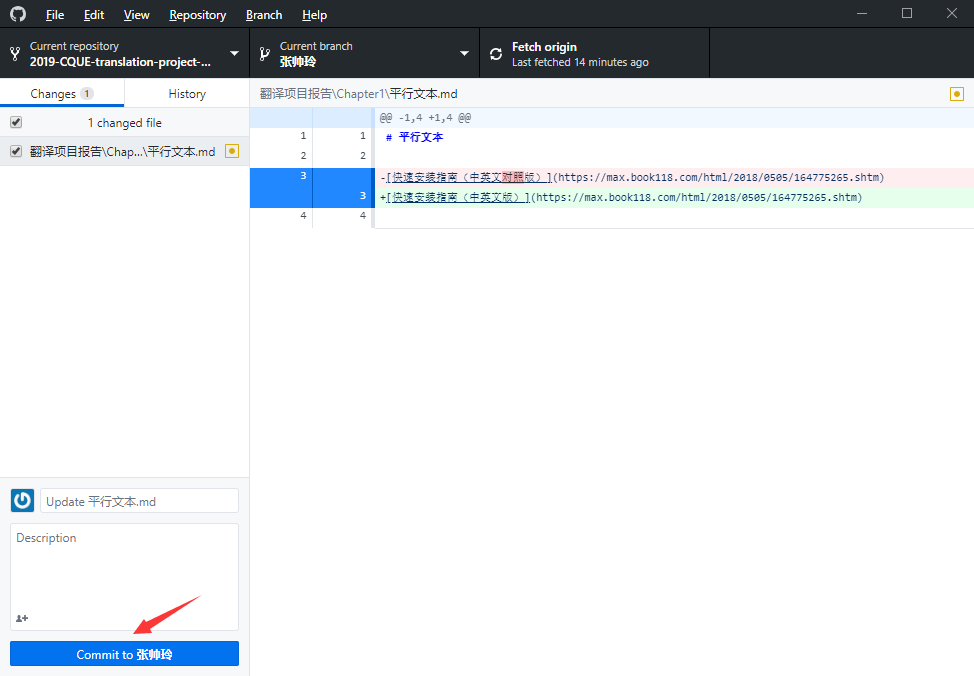 File Edit View Repository Branch Help
Current repository
2019-CQUE-translation-project-...
Current branch
张帅玲
Fetch origin
Last fetched 14 minutes ago
Changes 1 History
翻译项目报告\Chapter1\平行文本.md
1 changed file
翻译项目报告\Chap...\平行文本.md
@@ -1,4 +1,4 @@
1 1 # 平行文本
2 2
3 -[快速安装指南（中英文对照版）](https://max.book118.com/html/2018/0505/164775265.shtm)
3 +[快速安装指南（中英文版）](https://max.book118.com/html/2018/0505/164775265.shtm)
4 4
Update 平行文本.md
Description
Commit to 张帅玲